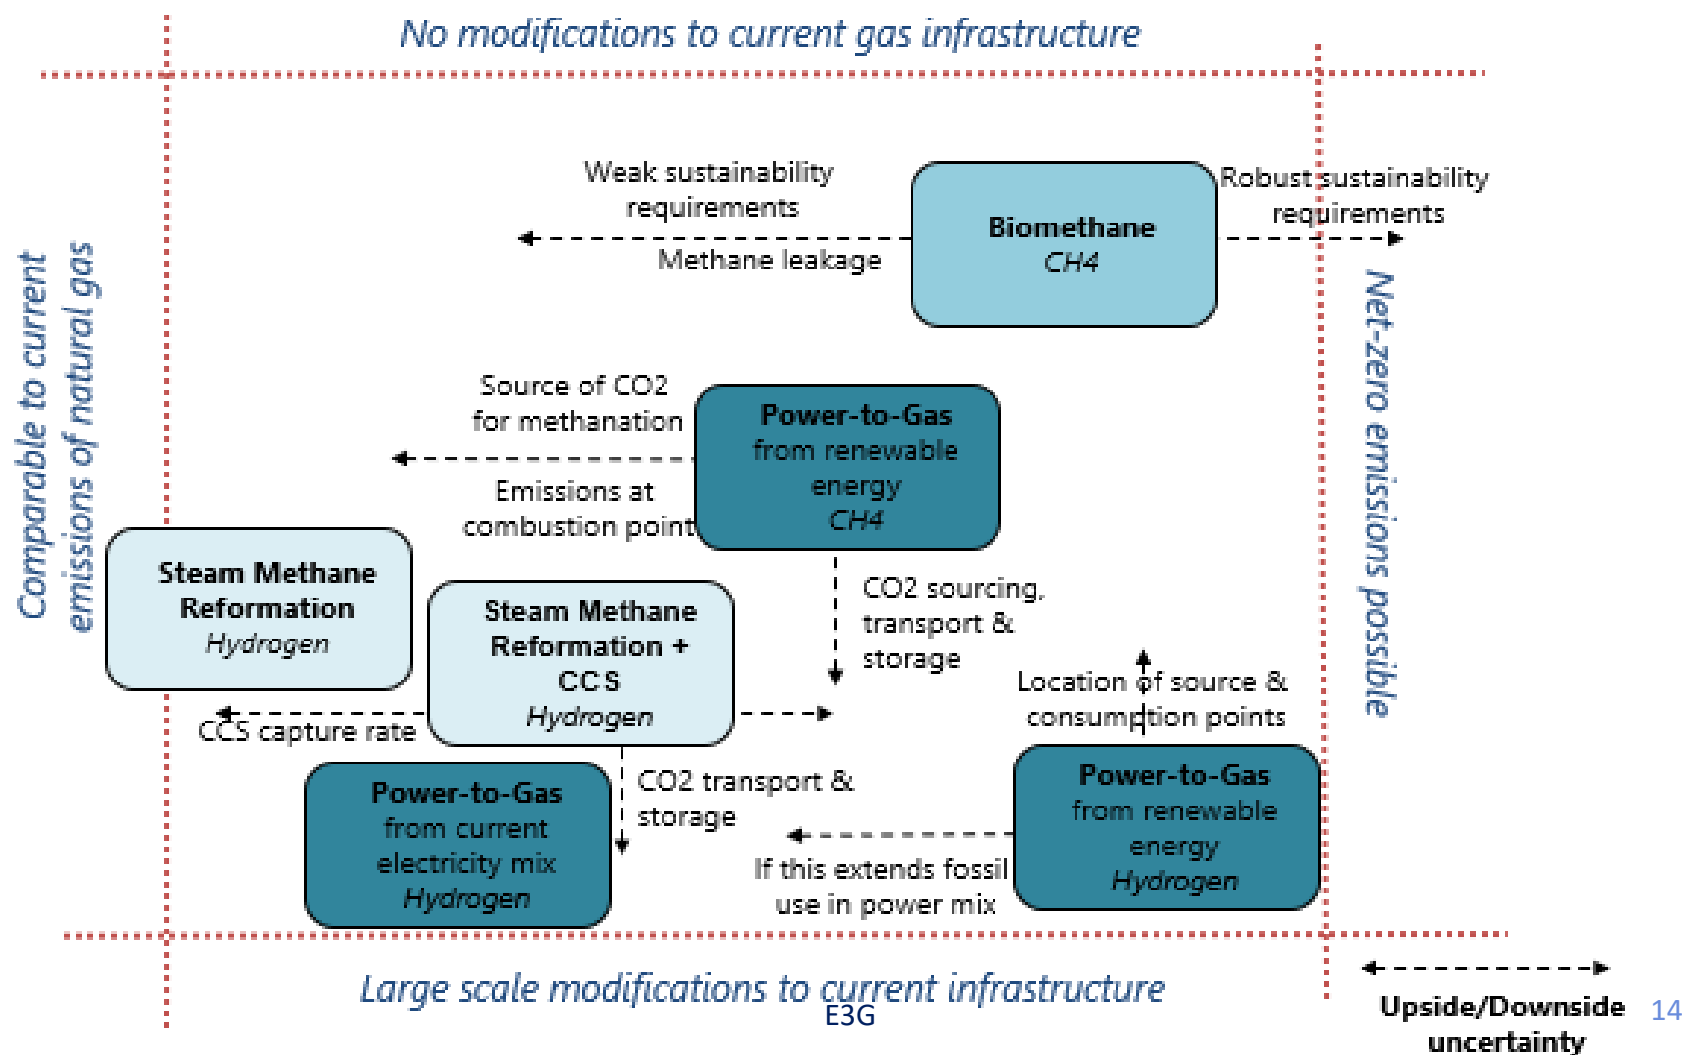 No modifications to current gas infrastructure
Comparable to current
emissions of natural gas
Weak sustainability
requirements
Methane leakage
Biomethane
CH4
Robust sustainability
requirements
Net-zero emissions possible
Source of CO2
for methanation
Emissions at
combustion point
Power-to-Gas
from renewable
energy
CH4
Steam Methane
Reformation
Hydrogen
Steam Methane
Reformation +
CCS
Hydrogen
CO2 sourcing,
transport &
storage
Location of source &
consumption points
CCS capture rate
Power-to-Gas
from current
electricity mix
Hydrogen
CO2 transport &
storage
If this extends fossil
use in power mix
Power-to-Gas
from renewable
energy
Hydrogen
Large scale modifications to current infrastructure
E3G
Upside/Downside
uncertainty
14